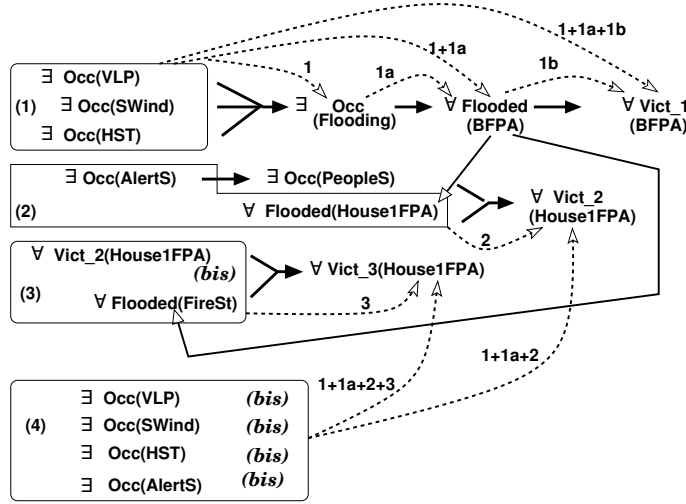 1+1a+1b
1+1a
∃ Occ(VLP)
1
1a
1b
(1)
∃ Occ(SWind)
∃ Occ
(Flooding)
∀ Flooded
(BFPA)
∀ Vict_1
(BFPA)
∃ Occ(HST)
∃ Occ(AlertS)
∃ Occ(PeopleS)
(2)
∀ Flooded(House1FPA)
∀ Vict_2
(House1FPA)
2
∀ Vict_2(House1FPA)
(bis)
∀ Vict_3(House1FPA)
(3)
∀ Flooded(FireSt)
3
1+1a+2
1+1a+2+3
∃ Occ(VLP) (bis)
(4)
∃ Occ(SWind) (bis)
∃ Occ(HST) (bis)
∃ Occ(AlertS) (bis)